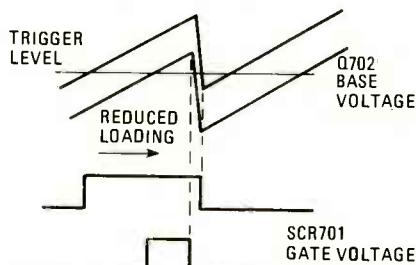 TRIGGER
LEVEL
Q702
BASE
VOLTAGE
REDUCED
LOADING
SCR701
GATE VOLTAGE